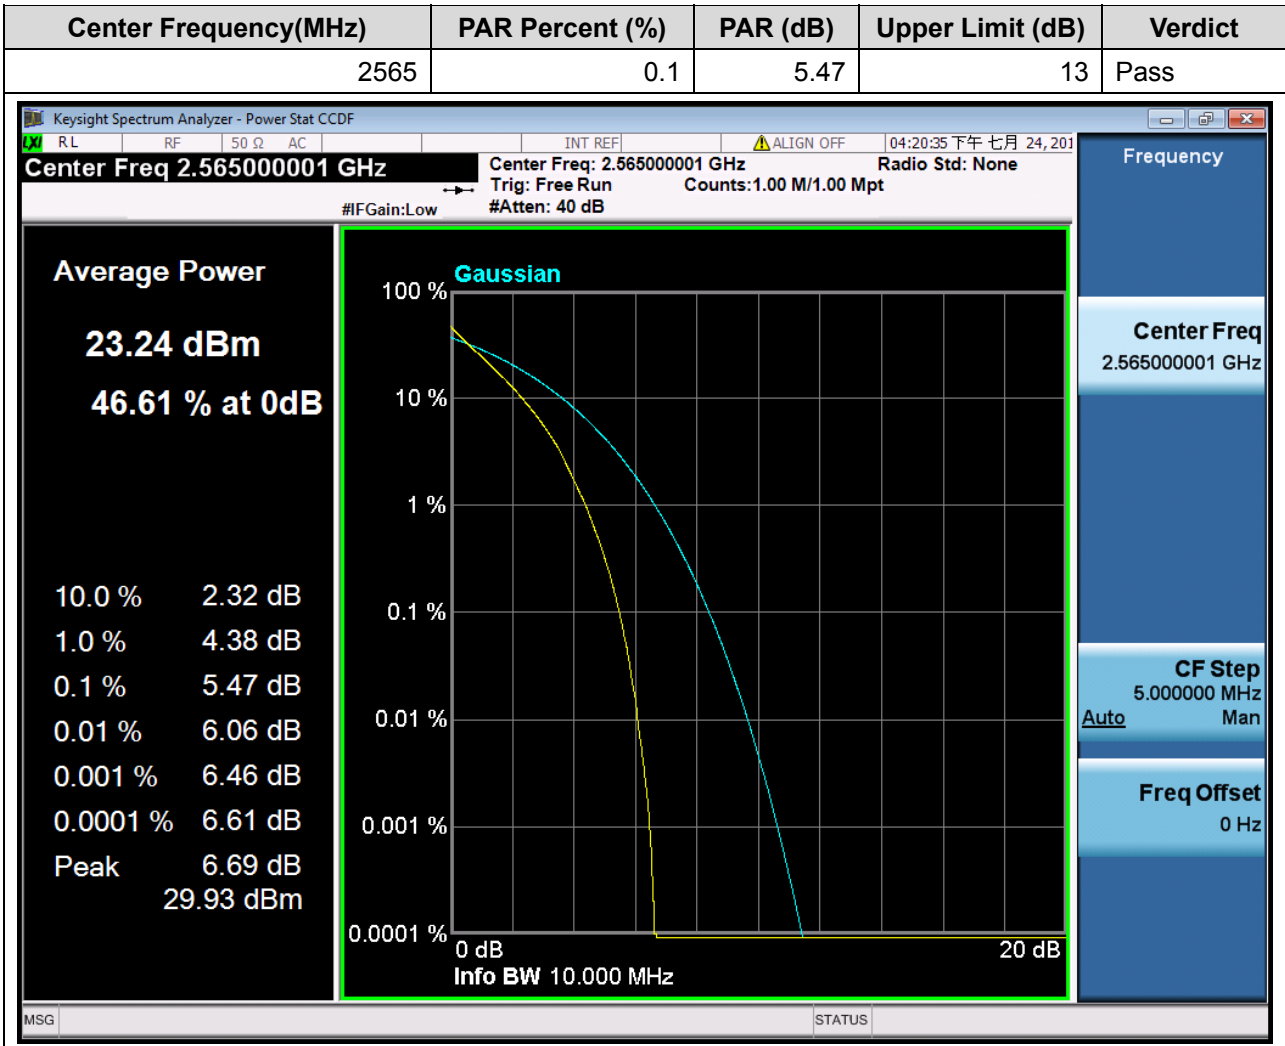 Center Frequency(MHz) PAR Percent (%) PAR (dB) Upper Limit (dB) Verdict
2565 0.1 5.47 13 Pass
Keysight Spectrum Analyzer - Power Stat CCDF
LXI RL RF 50 Ω AC INT REF ALIGN OFF 04:20:35 下午 七月 24, 201
Center Freq 2.565000001 GHz
Center Freq: 2.565000001 GHz Radio Std: None
Trig: Free Run Counts:1.00 M/1.00 Mpt
#IFGain:Low #Atten: 40 dB
Average Power
23.24 dBm
46.61 % at 0dB
10.0 % 2.32 dB
1.0 % 4.38 dB
0.1 % 5.47 dB
0.01 % 6.06 dB
0.001 % 6.46 dB
0.0001 % 6.61 dB
Peak 6.69 dB
29.93 dBm
Gaussian
100 %
10 %
1 %
0.1 %
0.01 %
0.001 %
0.0001 %
0 dB 20 dB
Info BW 10.000 MHz
Frequency
Center Freq
2.565000001 GHz
CF Step
5.000000 MHz
Auto Man
Freq Offset
0 Hz
MSG STATUS